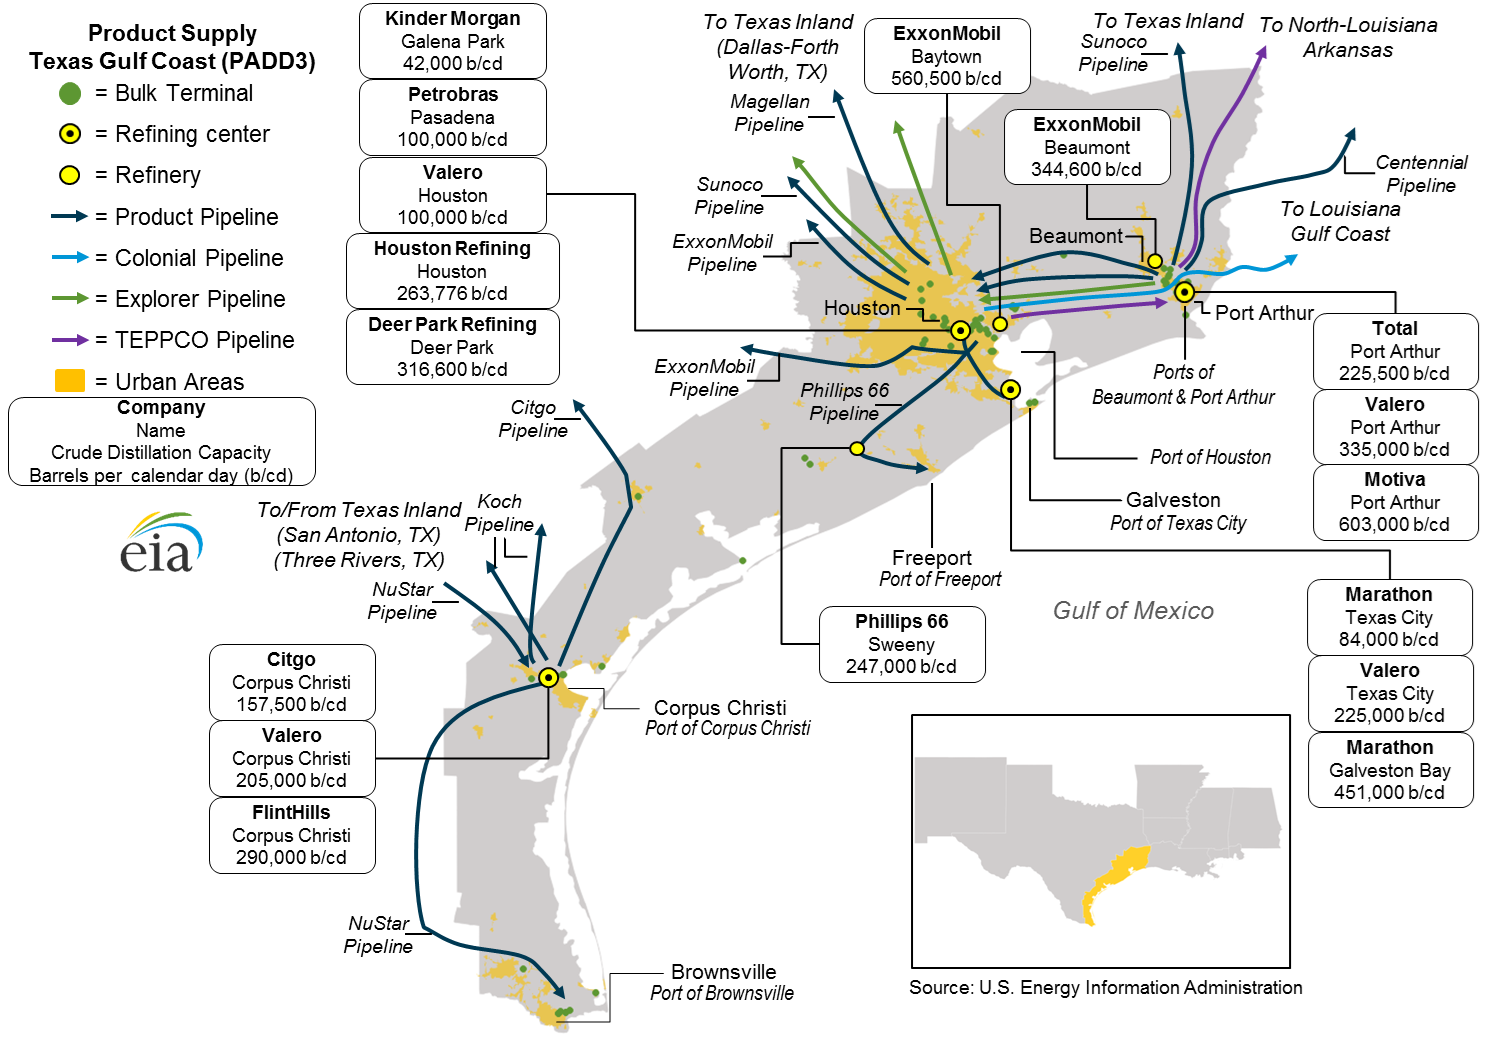 Product Supply
Texas Gulf Coast (PADD3)
= Bulk Terminal
= Refining center
= Refinery
= Product Pipeline
= Colonial Pipeline
= Explorer Pipeline
= TEPPCO Pipeline
= Urban Areas
Company
Name
Crude Distillation Capacity
Barrels per calendar day (b/cd)
eia
Kinder Morgan
Galena Park
42,000 b/cd
Petrobras
Pasadena
100,000 b/cd
Valero
Houston
100,000 b/cd
Houston Refining
Houston
263,776 b/cd
Deer Park Refining
Deer Park
316,600 b/cd
To Texas Inland
(Dallas-Forth
Worth, TX)
Magellan
Pipeline
Sunoco
Pipeline
ExxonMobil
Pipeline
ExxonMobil
Baytown
560,500 b/cd
ExxonMobil
Beaumont
344,600 b/cd
To Texas Inland
Sunoco
Pipeline
To North-Louisiana
Arkansas
Centennial
Pipeline
To Louisiana
Gulf Coast
Beaumont
Houston
Port Arthur
ExxonMobil
Pipeline
Phillips 66
Pipeline
Ports of
Beaumont & Port Arthur
Port of Houston
Galveston
Port of Texas City
Freeport
Port of Freeport
Gulf of Mexico
Total
Port Arthur
225,500 b/cd
Valero
Port Arthur
335,000 b/cd
Motiva
Port Arthur
603,000 b/cd
Marathon
Texas City
84,000 b/cd
Valero
Texas City
225,000 b/cd
Marathon
Galveston Bay
451,000 b/cd
Phillips 66
Sweeny
247,000 b/cd
Citgo
Pipeline
Koch
Pipeline
To/From Texas Inland
(San Antonio, TX)
(Three Rivers, TX)
NuStar
Pipeline
Citgo
Corpus Christi
157,500 b/cd
Valero
Corpus Christi
205,000 b/cd
FlintHills
Corpus Christi
290,000 b/cd
Corpus Christi
Port of Corpus Christi
NuStar
Pipeline
Brownsville
Port of Brownsville
Source: U.S. Energy Information Administration